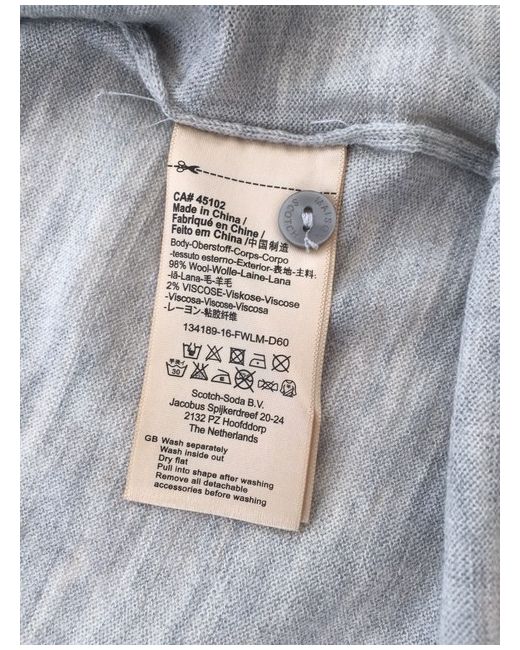 CA# 45102
Made in China /
Fabriqué en Chine /
Feito em China /中国制造
Body-Oberstoff-Corps-Corpo
-tessuto esterno-Exterior-表地-主料
98% Wool-Wolle-Laine-Lana
-lã-Lana-毛-羊毛
2% VISCOSE-Viskose-Viscose
-Viscosa-Viscose-Viscosa
-レーヨン-粘胶纤维
134189-16-FWLM-D60
30
Scotch-Soda B.V.
Jacobus Spijkerdreef 20-24
2132 PZ Hoofddorp
The Netherlands
GB Wash separately
Wash inside out
Dry flat
Pull into shape after washing
Remove all detachable
accessories before washing